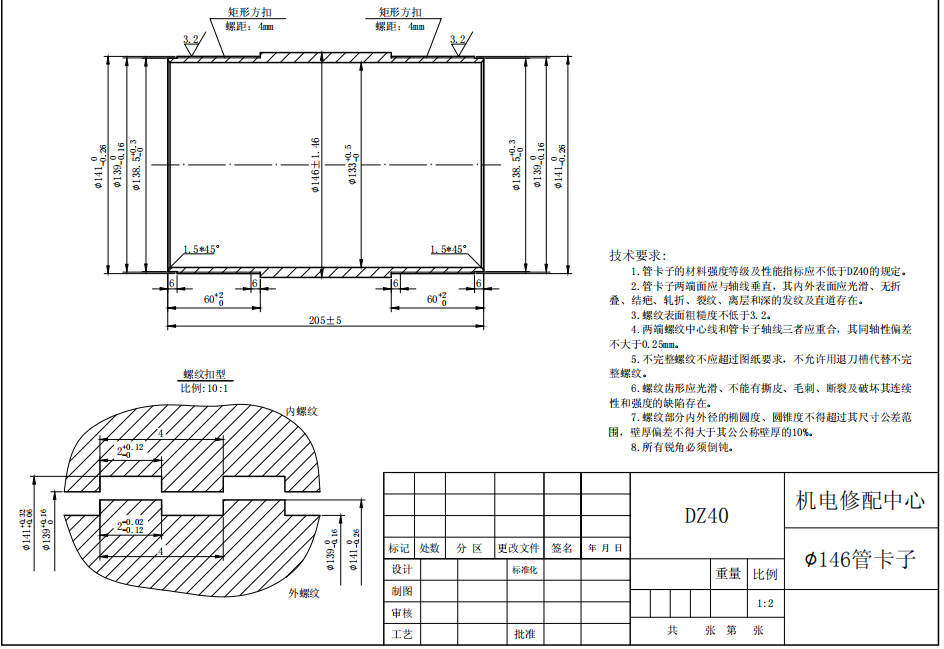 矩形方扣
螺距：4mm
矩形方扣
螺距：4mm
3.2
3.2
ϕ141 0 -0.26
ϕ139 0 -0.16
ϕ138.5 +0.3 -0
ϕ146±1.46
ϕ133 +0.5 -0
ϕ138.5 +0.3 -0
ϕ139 0 -0.16
ϕ141 0 -0.26
1.5*45°
1.5*45°
6
6
6
6
60 +2 0
60 +2 0
205±5
技术要求:
1.管卡子的材料强度等级及性能指标应不低于DZ40的规定。
2.管卡子两端面应与轴线垂直，其内外表面应光滑、无折
叠、结疤、轧折、裂纹、离层和深的发纹及直道存在。
3.螺纹表面粗糙度不低于3.2。
4.两端螺纹中心线和管卡子轴线三者应重合，其同轴性偏差
不大于0.25mm。
5.不完整螺纹不应超过图纸要求，不允许用退刀槽代替不完
整螺纹。
6.螺纹齿形应光滑、不能有撕皮、毛刺、断裂及破坏其连续
性和强度的缺陷存在。
7.螺纹部分内外径的椭圆度、圆锥度不得超过其尺寸公差范
围，壁厚偏差不得大于其公公称壁厚的10%。
8.所有锐角必须倒钝。
螺纹扣型
比例:10:1
内螺纹
4
2 +0.12 -0
ϕ141 +0.32 +0.06
ϕ139 +0.16 0
2 -0.02 -0.12
4
ϕ139 0 -0.16
ϕ141 0 -0.26
外螺纹
标记 处数 分 区 更改文件 签名 年 月 日
设计 标准化
制图
审核
工艺 批准
DZ40
重量 比例
1:2
共 张 第 张
机电修配中心
ϕ146管卡子